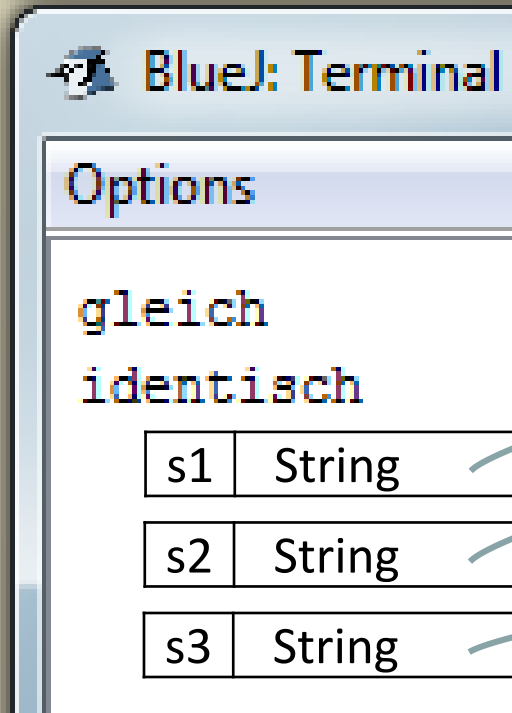 BlueJ: Terminal
Options
gleich
identisch
s1 String
s2 String
s3 String